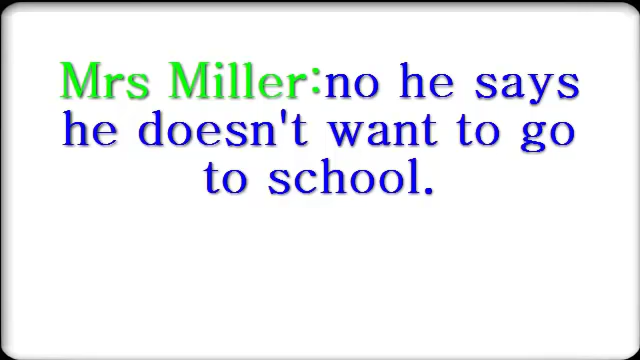 Mrs Miller:no he says
he doesn't want to go
to school.